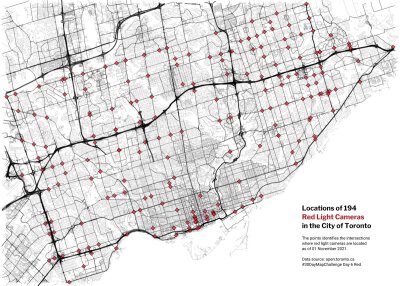 Locations of 194
Red Light Cameras
in the City of Toronto
The points identifies the intersections
where red light cameras are located
as of 01 November 2021.
Data source: open.toronto.ca
#30DayMapChallenge Day 6 Red